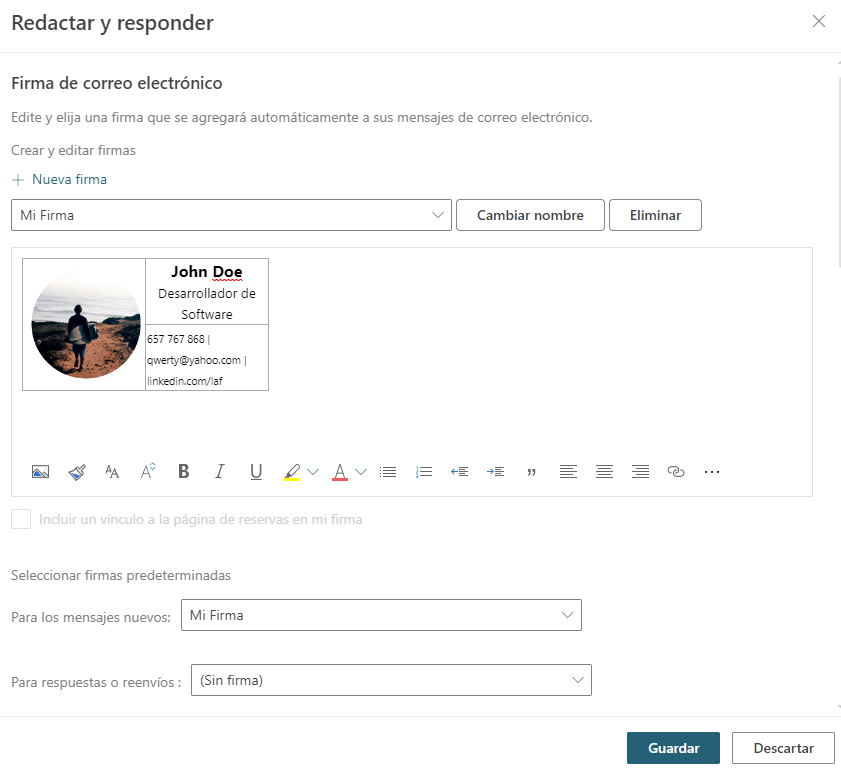 Redactar y responder
Firma de correo electrónico
Edite y elija una firma que se agregará automáticamente a sus mensajes de correo electrónico.
Crear y editar firmas
Nueva firma
Mi Firma
Cambiar nombre
Eliminar
John Doe
Desarrollador de
Software
657 767 868 |
qwerty@yahoo.com |
linkedin.com/laf
Incluir un vínculo a la página de reservas en mi firma
Seleccionar firmas predeterminadas
Para los mensajes nuevos:
Mi Firma
Para respuestas o reenvíos :
(Sin firma)
Guardar
Descartar